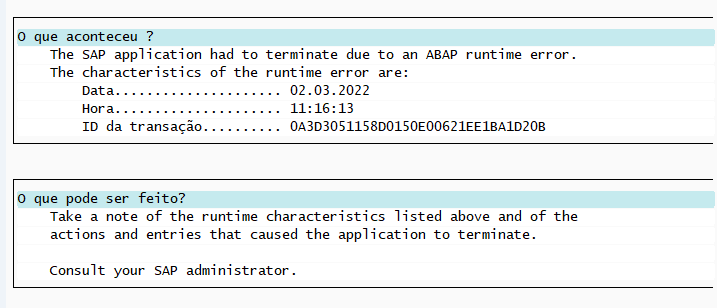 O que aconteceu ?
The SAP application had to terminate due to an ABAP runtime error.
The characteristics of the runtime error are:
Data..................... 02.03.2022
Hora..................... 11:16:13
ID da transação.......... 0A3D3051158D0150E00621EE1BA1D20B
O que pode ser feito?
Take a note of the runtime characteristics listed above and of the
actions and entries that caused the application to terminate.
Consult your SAP administrator.